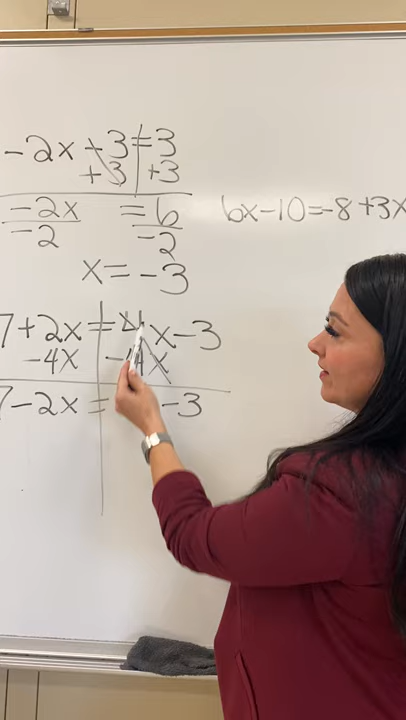 -2x -3 = 3
+3 +3
-2x = 6
-2 -2
x = -3
7+2x = 4x-3
-4x -4x
7-2x = -3
6x-10=-8+3x